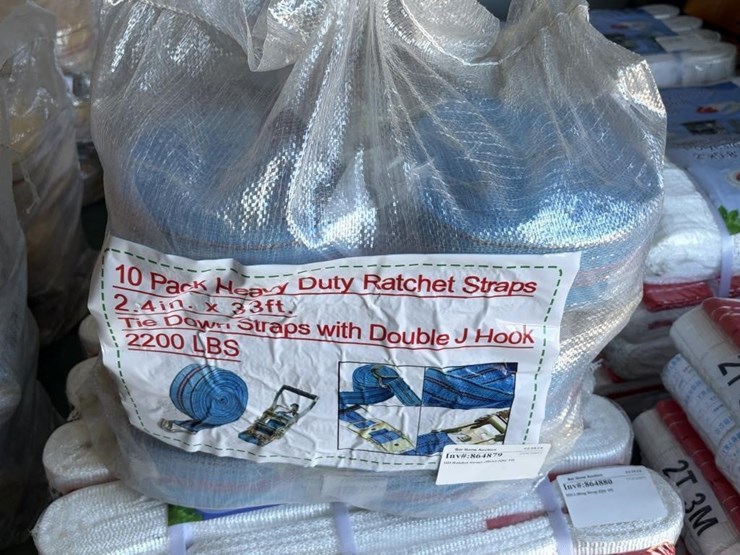 10 Pack Heavy Duty Ratchet Straps
2.4in. x 33ft.
Tie Down Straps with Double J Hook
2200 LBS
Inv#:864879
Inv#:864880
2T 3M
2T